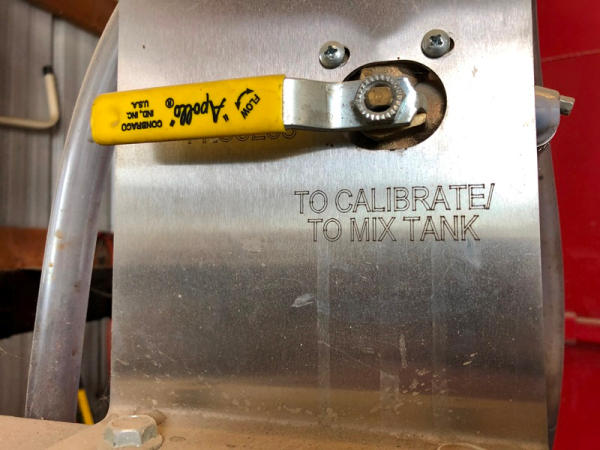 FLOW
"Apollo"®
CONBRACO
IND., INC.
U.S.A.
TO CALIBRATE/
TO MIX TANK